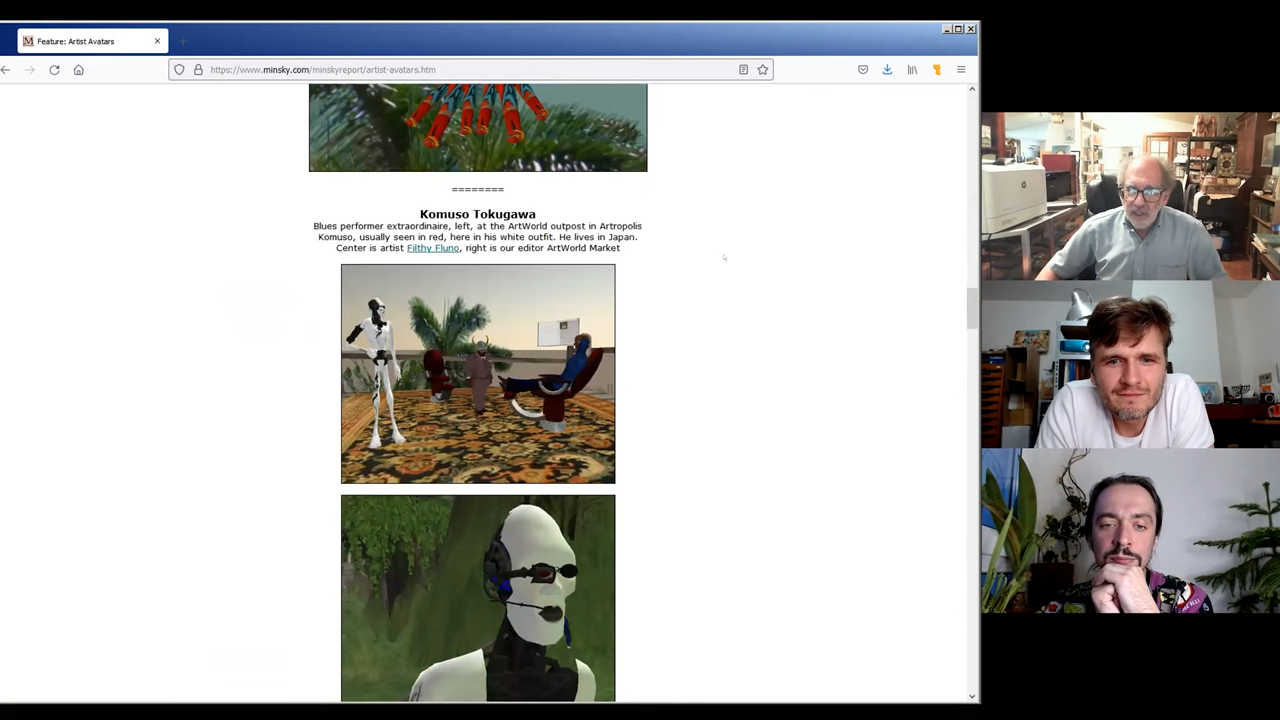 M Feature: Artist Avatars
https://www.minsky.com/minskyreport/artist-avatars.htm
========
Komuso Tokugawa
Blues performer extraordinaire, left, at the ArtWorld outpost in Artropolis
Komuso, usually seen in red, here in his white outfit. He lives in Japan.
Center is artist Filthy Fluno, right is our editor ArtWorld Market